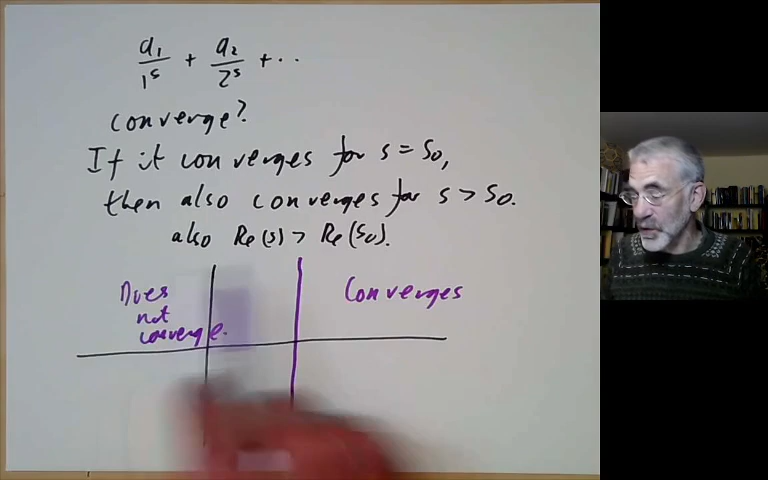 a₁/1ˢ + a₂/2ˢ + ··
converge?
If it converges for s = s₀,
then also converges for s > s₀.
also Re(s) > Re(s₀).
Does
not
converge.
Converges